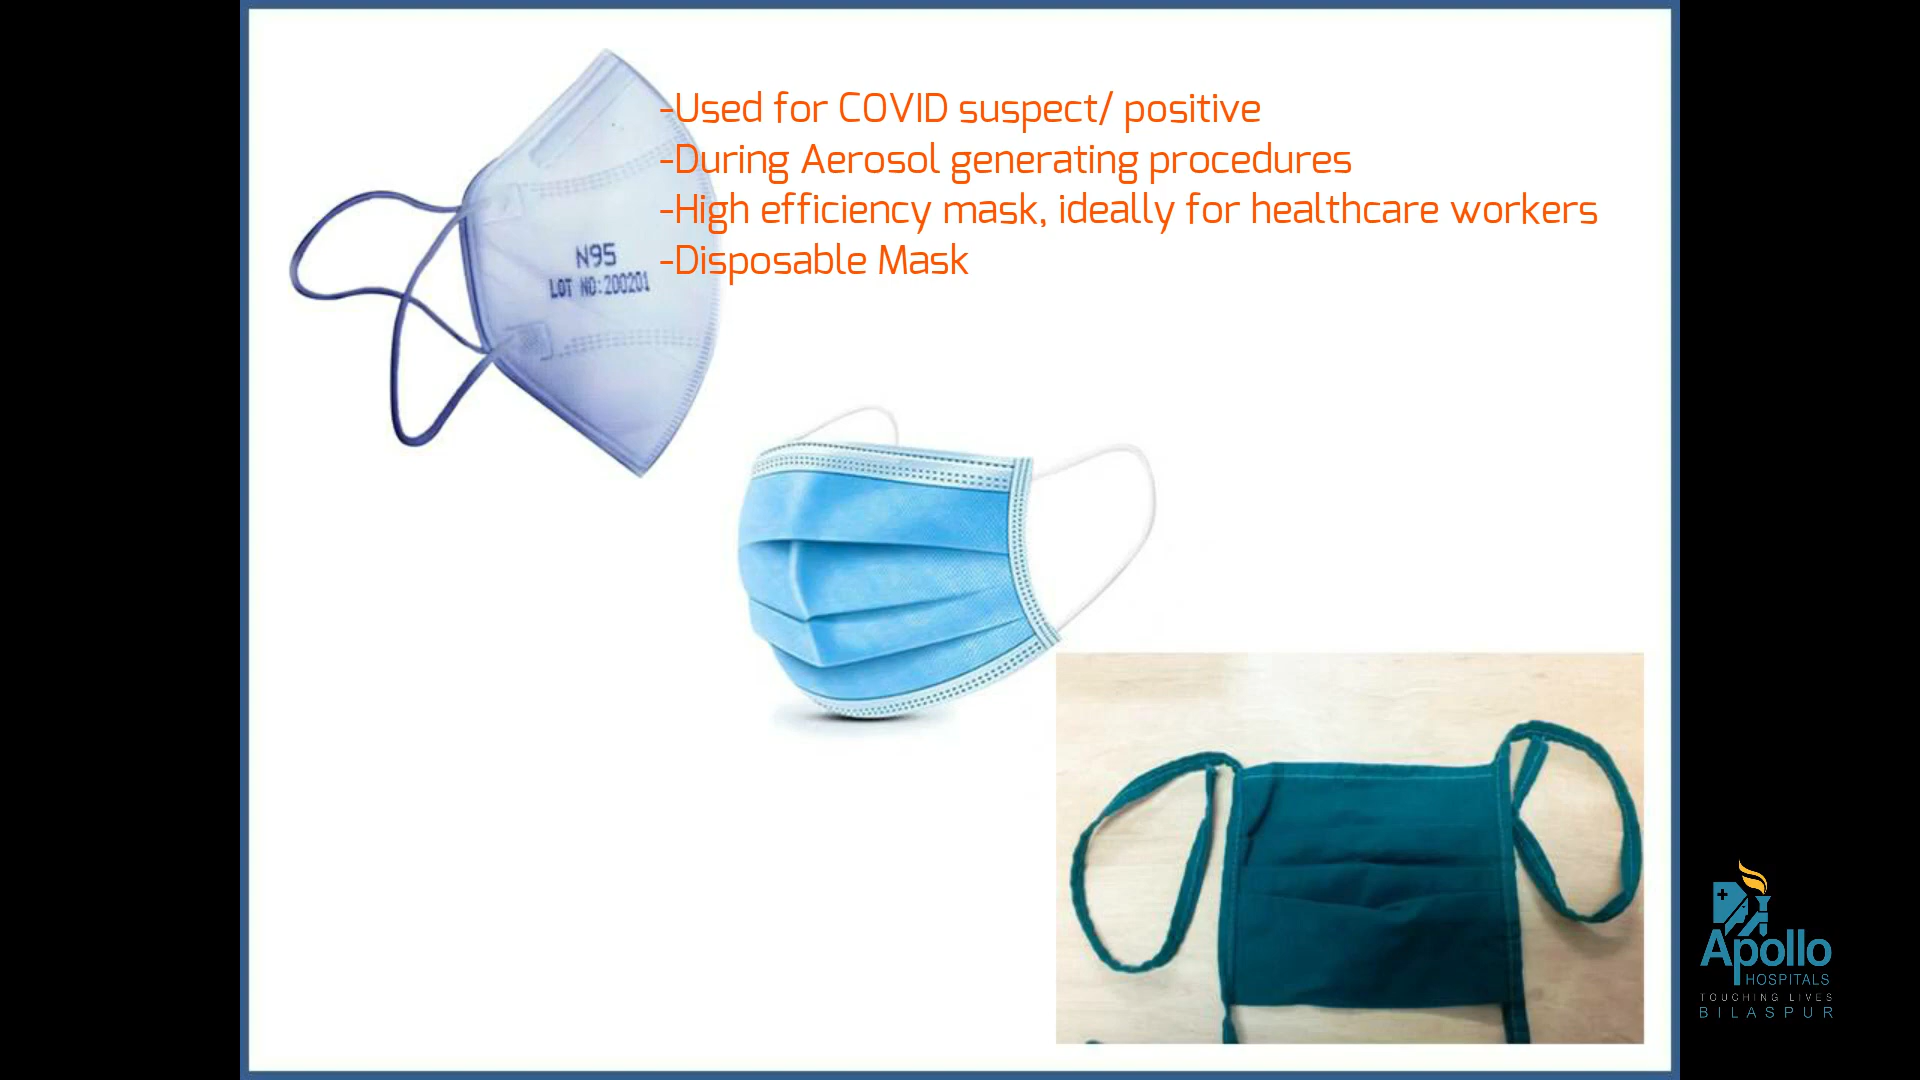 -Used for COVID suspect/ positive
-During Aerosol generating procedures
-High efficiency mask, ideally for healthcare workers
-Disposable Mask
N95
LOT NO:200201
Apollo
HOSPITALS
TOUCHING LIVES
BILASPUR